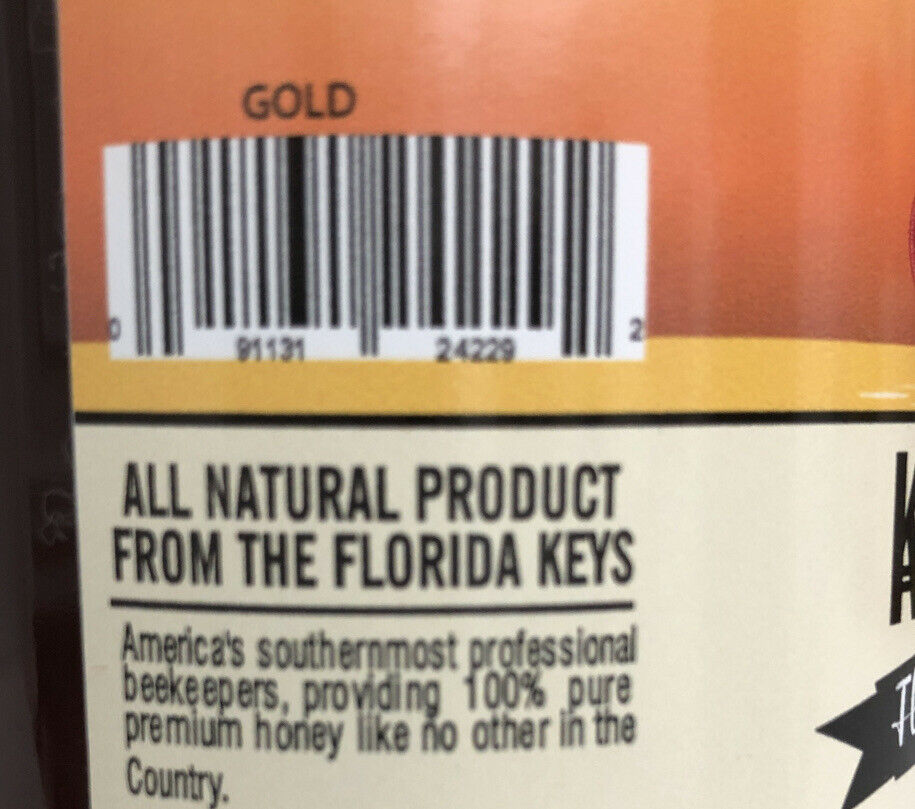 GOLD
0 91131 24229 2
ALL NATURAL PRODUCT
FROM THE FLORIDA KEYS
America's southernmost professional
beekeepers, providing 100% pure
premium honey like no other in the
Country.